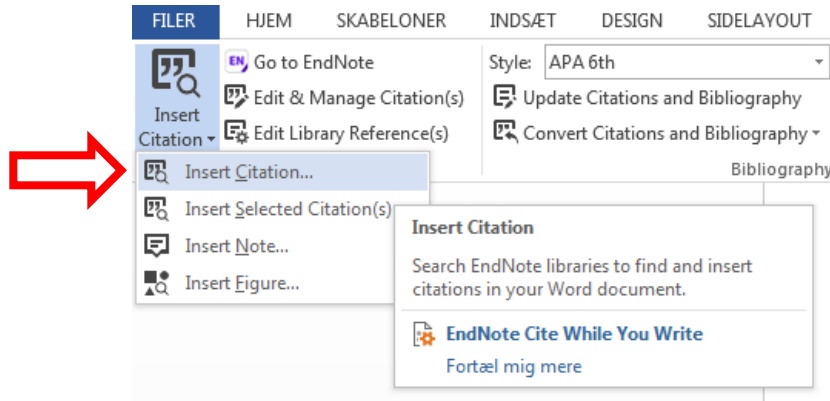 FILER HJEM SKABELONER INDSÆT DESIGN SIDELAYOUT
Insert
Citation
EN Go to EndNote
Edit & Manage Citation(s)
Edit Library Reference(s)
Style: APA 6th
Update Citations and Bibliography
Convert Citations and Bibliography
Bibliography
Insert Citation...
Insert Selected Citation(s)
Insert Note...
Insert Figure...
Insert Citation
Search EndNote libraries to find and insert
citations in your Word document.
EndNote Cite While You Write
Fortæl mig mere